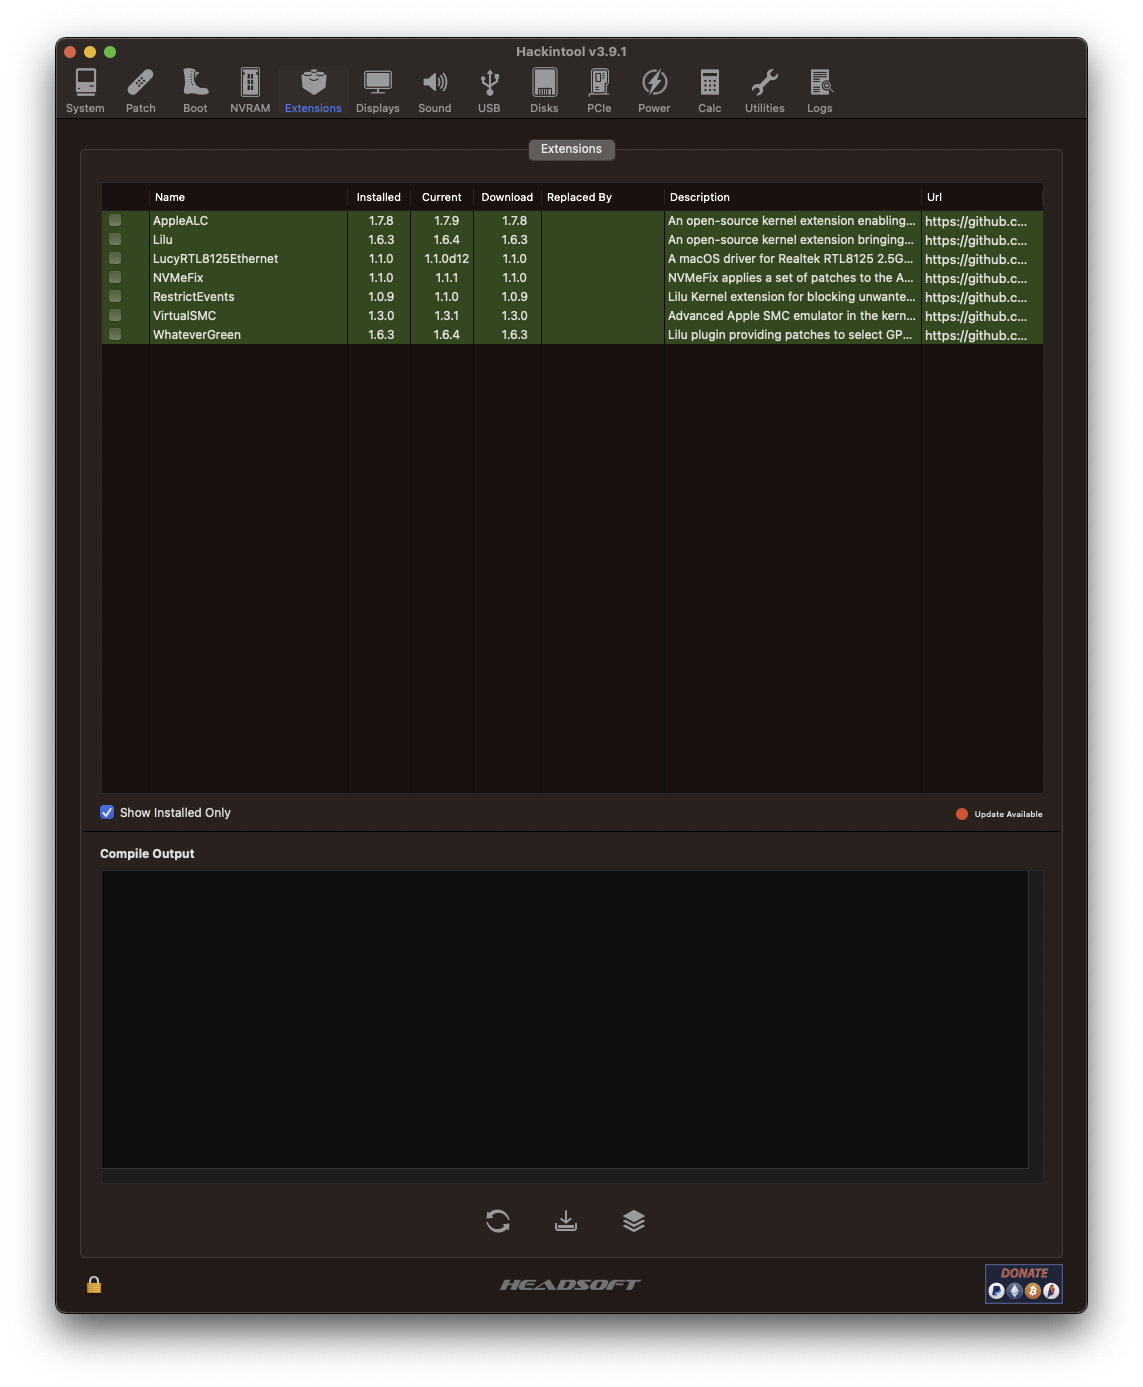 Hackintool v3.9.1
System Patch Boot NVRAM Extensions Displays Sound USB Disks PCIe Power Calc Utilities Logs
Extensions
Name Installed Current Download Replaced By Description Url
AppleALC 1.7.8 1.7.9 1.7.8 An open-source kernel extension enabling... https://github.c...
Lilu 1.6.3 1.6.4 1.6.3 An open-source kernel extension bringing... https://github.c...
LucyRTL8125Ethernet 1.1.0 1.1.0d12 1.1.0 A macOS driver for Realtek RTL8125 2.5G... https://github.c...
NVMeFix 1.1.0 1.1.1 1.1.0 NVMeFix applies a set of patches to the A... https://github.c...
RestrictEvents 1.0.9 1.1.0 1.0.9 Lilu Kernel extension for blocking unwante... https://github.c...
VirtualSMC 1.3.0 1.3.1 1.3.0 Advanced Apple SMC emulator in the kern... https://github.c...
WhateverGreen 1.6.3 1.6.4 1.6.3 Lilu plugin providing patches to select GP... https://github.c...
Show Installed Only
Update Available
Compile Output
HEADSOFT
DONATE